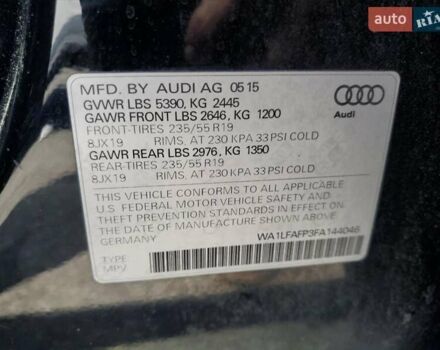 auto RIA
MFD. BY AUDI AG 05 15
GVWR LBS 5390, KG 2445
GAWR FRONT LBS 2646, KG 1200
FRONT-TIRES 235/55 R19
8JX19 RIMS, AT 230 KPA 33 PSI COLD
GAWR REAR LBS 2976, KG 1350
REAR-TIRES 235/55 R19
8JX19 RIMS, AT 230 KPA 33 PSI COLD
Audi
THIS VEHICLE CONFORMS TO ALL APPLICABLE
U.S. FEDERAL MOTOR VEHICLE SAFETY AND
THEFT PREVENTION STANDARDS IN EFFECT ON
THE DATE OF MANUFACTURE SHOWN ABOVE
GERMANY
WA1LFAFP3FA144046
TYPE
MPV